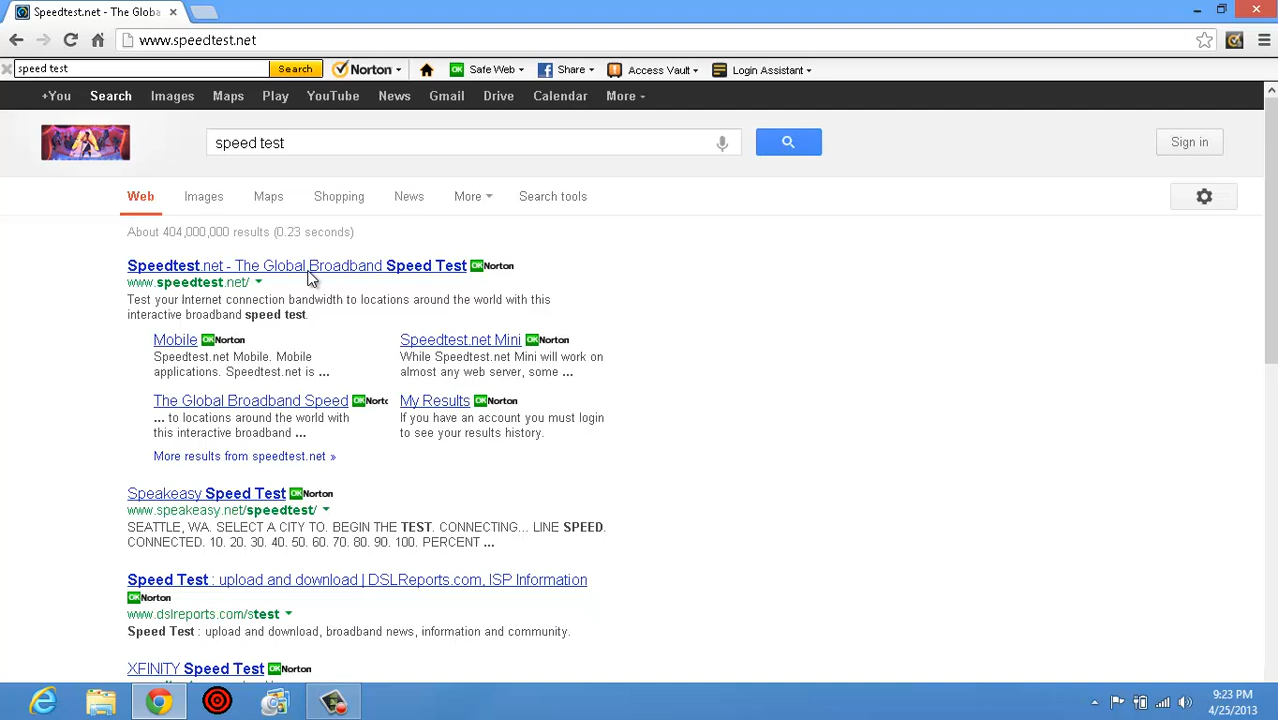 Speedtest.net - The Globa
www.speedtest.net
speed test Search Norton Safe Web Share Access Vault Login Assistant
+You Search Images Maps Play YouTube News Gmail Drive Calendar More
speed test Sign in
Web Images Maps Shopping News More Search tools
About 404,000,000 results (0.23 seconds)
Speedtest.net - The Global Broadband Speed Test OK Norton
www.speedtest.net/
Test your Internet connection bandwidth to locations around the world with this
interactive broadband speed test.
Mobile OK Norton
Speedtest.net Mobile. Mobile
applications. Speedtest.net is ...
Speedtest.net Mini OK Norton
While Speedtest.net Mini will work on
almost any web server, some ...
The Global Broadband Speed OK Nortc
... to locations around the world with
this interactive broadband ...
My Results OK Norton
If you have an account you must login
to see your results history.
More results from speedtest.net »
Speakeasy Speed Test OK Norton
www.speakeasy.net/speedtest/
SEATTLE, WA. SELECT A CITY TO. BEGIN THE TEST. CONNECTING... LINE SPEED.
CONNECTED. 10. 20. 30. 40. 50. 60. 70. 80. 90. 100. PERCENT ...
Speed Test : upload and download | DSLReports.com, ISP Information
OK Norton
www.dslreports.com/stest
Speed Test : upload and download, broadband news, information and community.
XFINITY Speed Test OK Norton
9:23 PM
4/25/2013